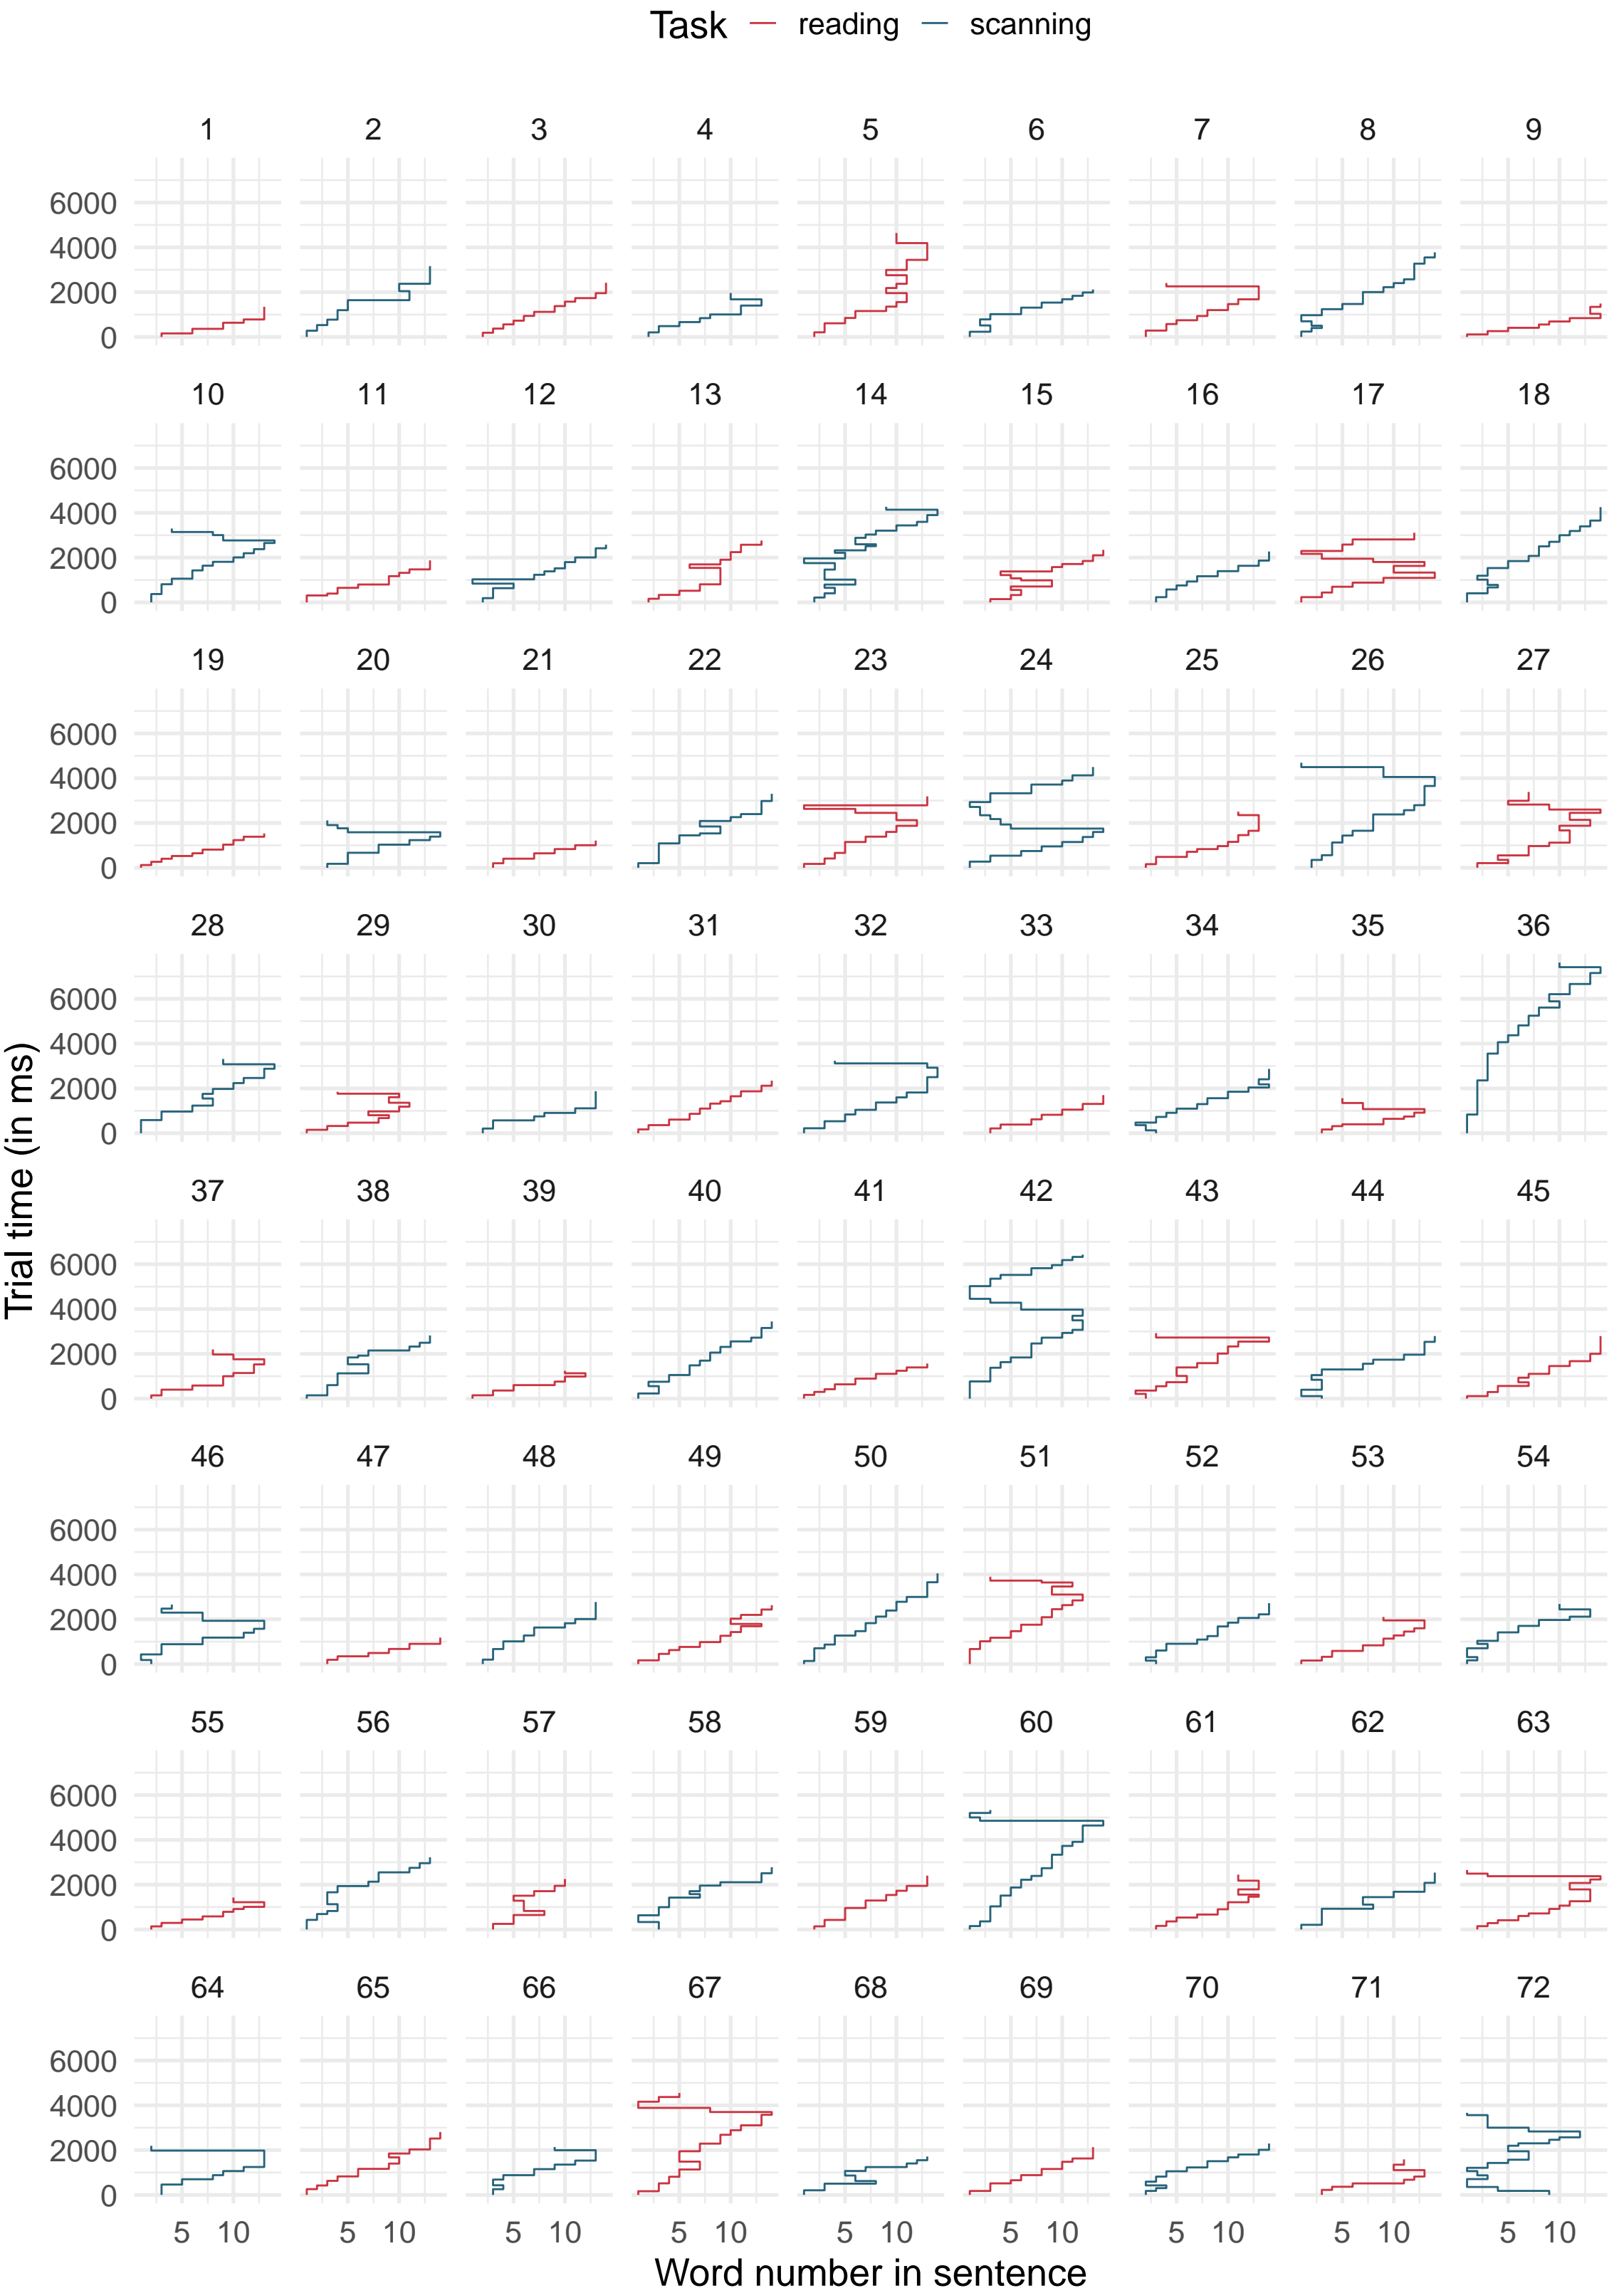 Task reading scanning
1 2 3 4 5 6 7 8 9
6000
4000
2000
0
10 11 12 13 14 15 16 17 18
6000
4000
2000
0
19 20 21 22 23 24 25 26 27
6000
4000
2000
0
28 29 30 31 32 33 34 35 36
6000
4000
2000
0
Trial time (in ms)
37 38 39 40 41 42 43 44 45
6000
4000
2000
0
46 47 48 49 50 51 52 53 54
6000
4000
2000
0
55 56 57 58 59 60 61 62 63
6000
4000
2000
0
64 65 66 67 68 69 70 71 72
6000
4000
2000
0
5 10 5 10 5 10 5 10 5 10 5 10 5 10 5 10 5 10
Word number in sentence